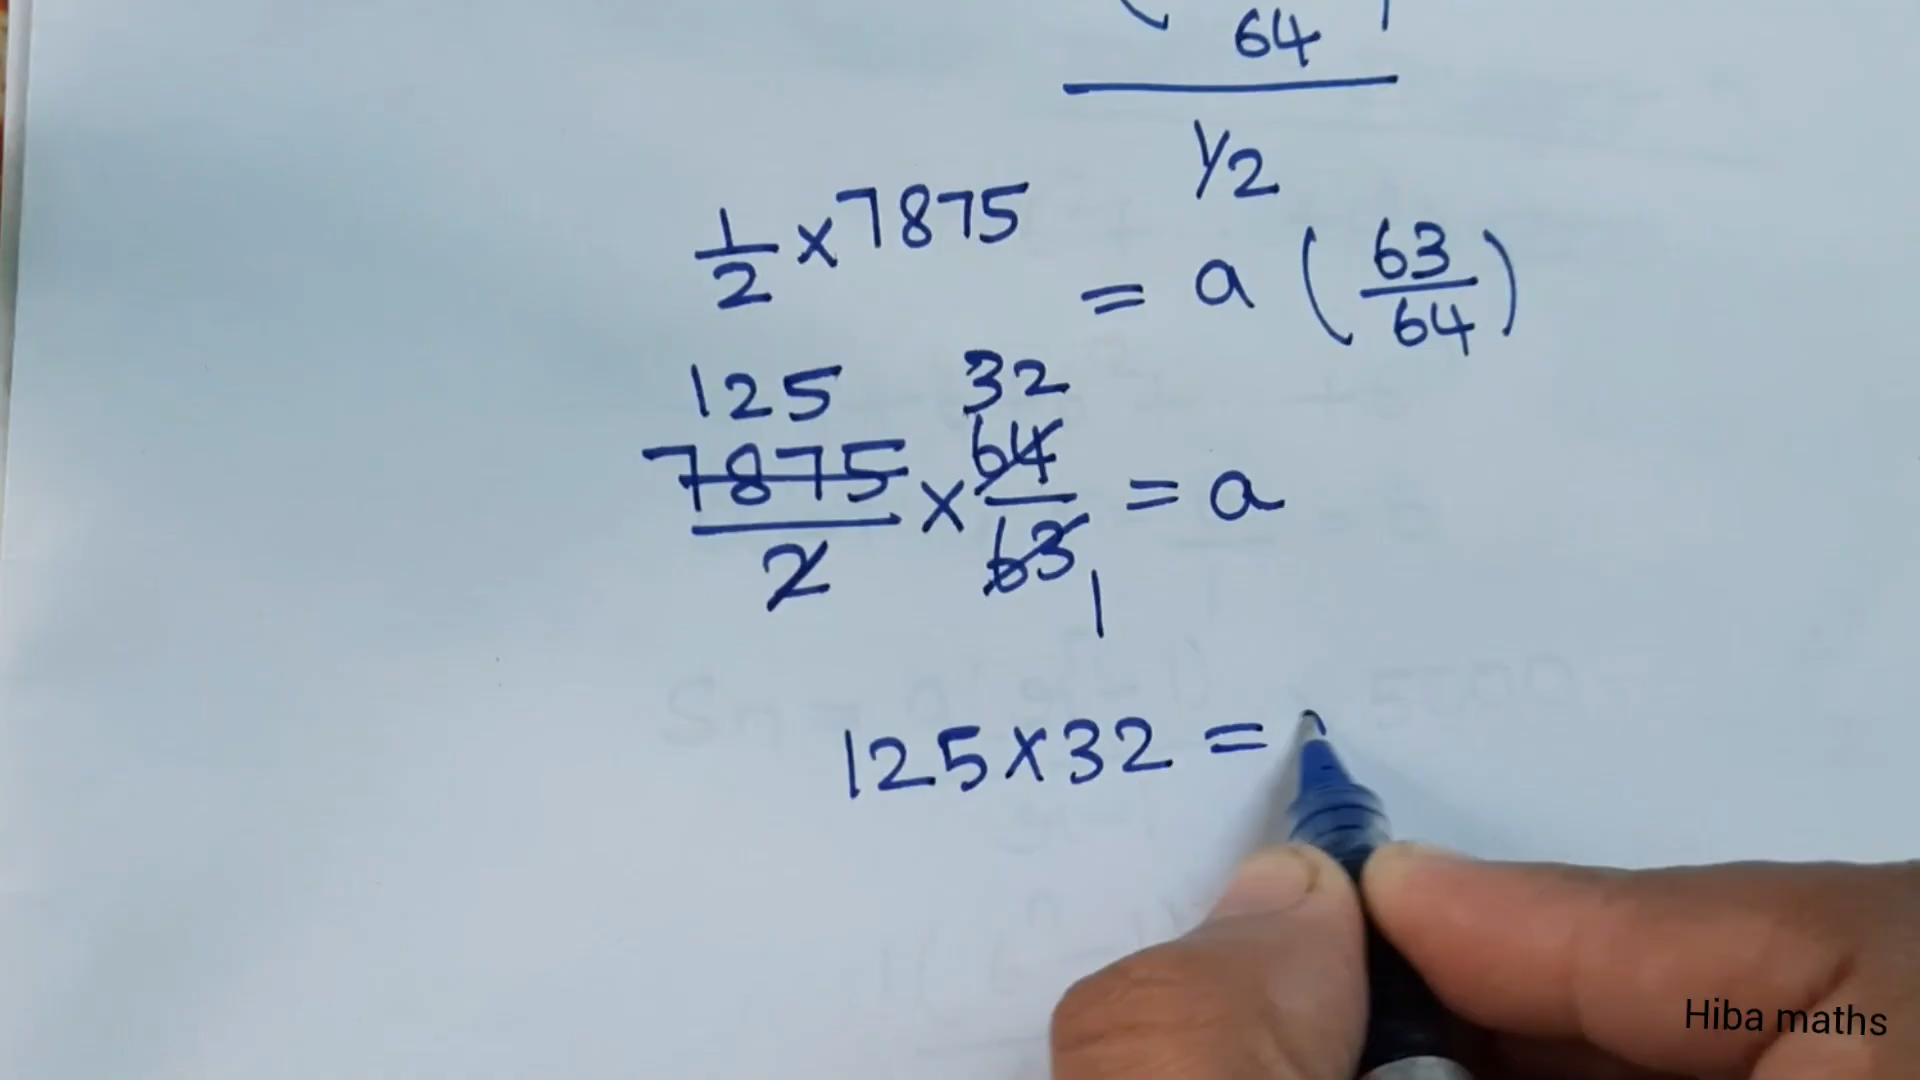 64
1/2
1/2 × 7875 = a (63/64)
125 32
7875/2 × 64/63 = a
1
125×32 =
Hiba maths